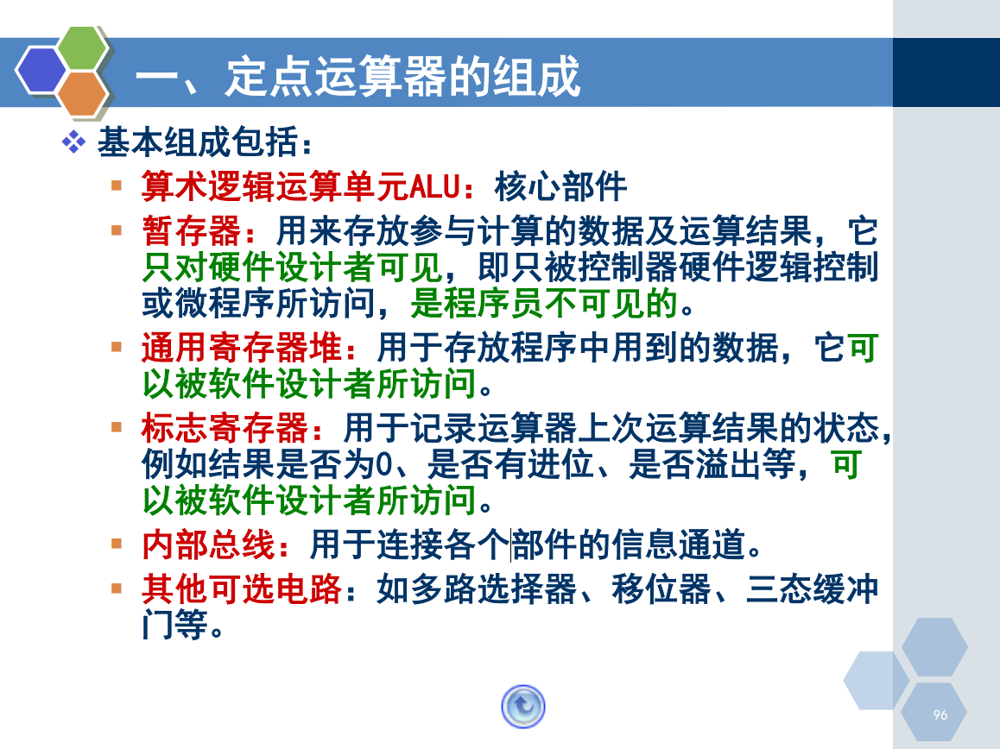 一、定点运算器的组成
基本组成包括：
算术逻辑运算单元ALU：核心部件
暂存器：用来存放参与计算的数据及运算结果，它
只对硬件设计者可见，即只被控制器硬件逻辑控制
或微程序所访问，是程序员不可见的。
通用寄存器堆：用于存放程序中用到的数据，它可
以被软件设计者所访问。
标志寄存器：用于记录运算器上次运算结果的状态，
例如结果是否为0、是否有进位、是否溢出等，可
以被软件设计者所访问。
内部总线：用于连接各个部件的信息通道。
其他可选电路：如多路选择器、移位器、三态缓冲
门等。
96